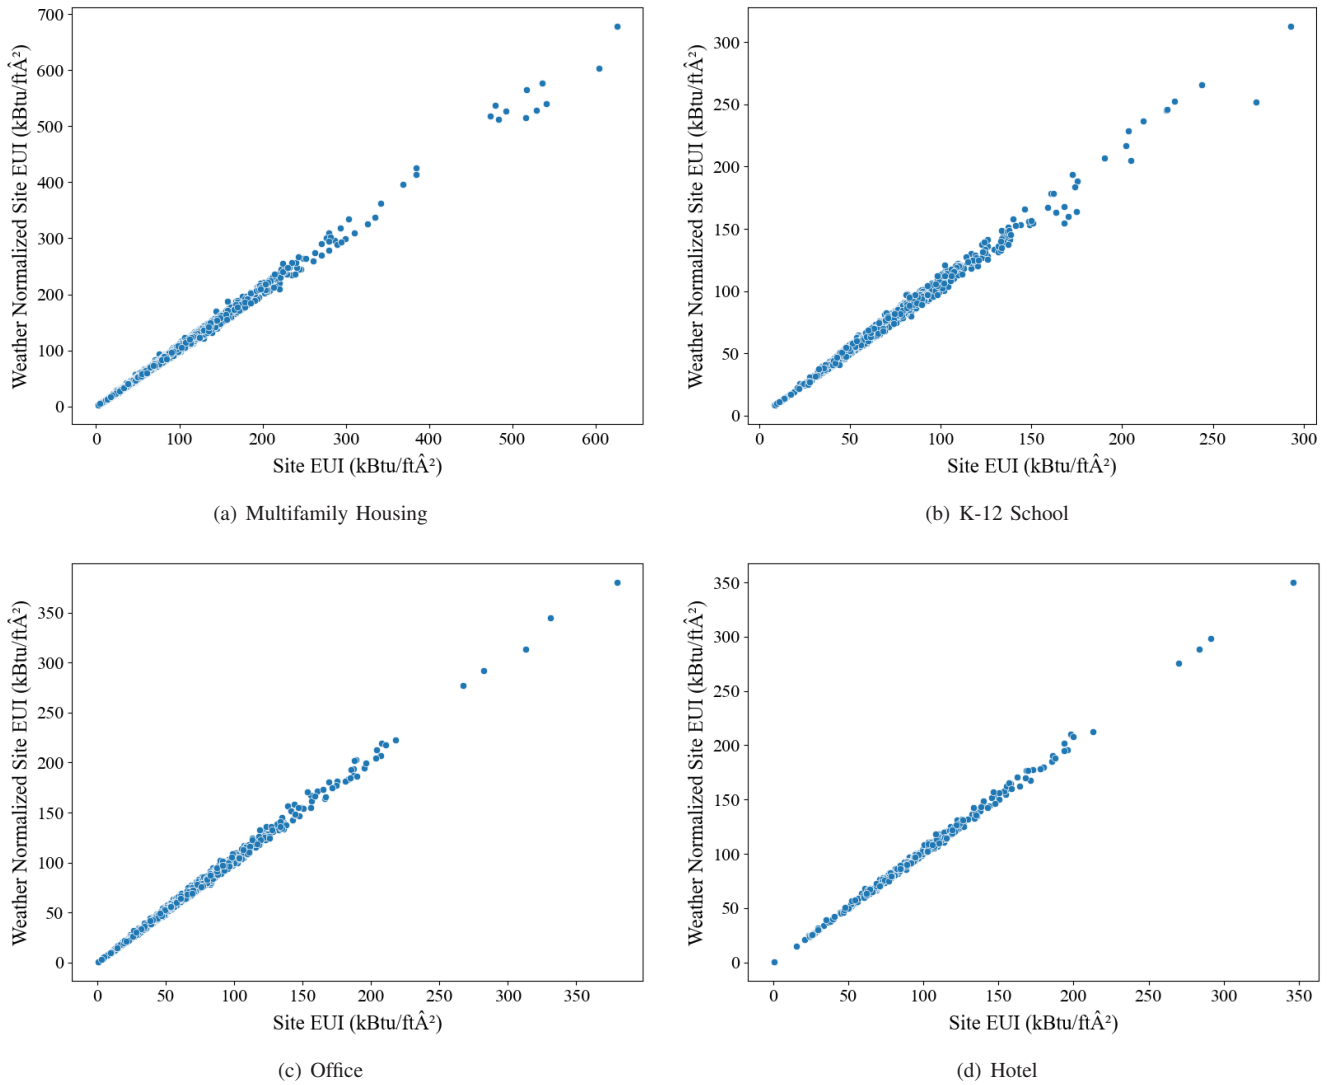 700
600
500
400
300
200
100
0
Weather Normalized Site EUI (kBtu/ftÂ²)
0 100 200 300 400 500 600
Site EUI (kBtu/ftÂ²)
(a) Multifamily Housing
300
250
200
150
100
50
0
Weather Normalized Site EUI (kBtu/ftÂ²)
0 50 100 150 200 250 300
Site EUI (kBtu/ftÂ²)
(b) K-12 School
350
300
250
200
150
100
50
0
Weather Normalized Site EUI (kBtu/ftÂ²)
0 50 100 150 200 250 300 350
Site EUI (kBtu/ftÂ²)
(c) Office
350
300
250
200
150
100
50
0
Weather Normalized Site EUI (kBtu/ftÂ²)
0 50 100 150 200 250 300 350
Site EUI (kBtu/ftÂ²)
(d) Hotel